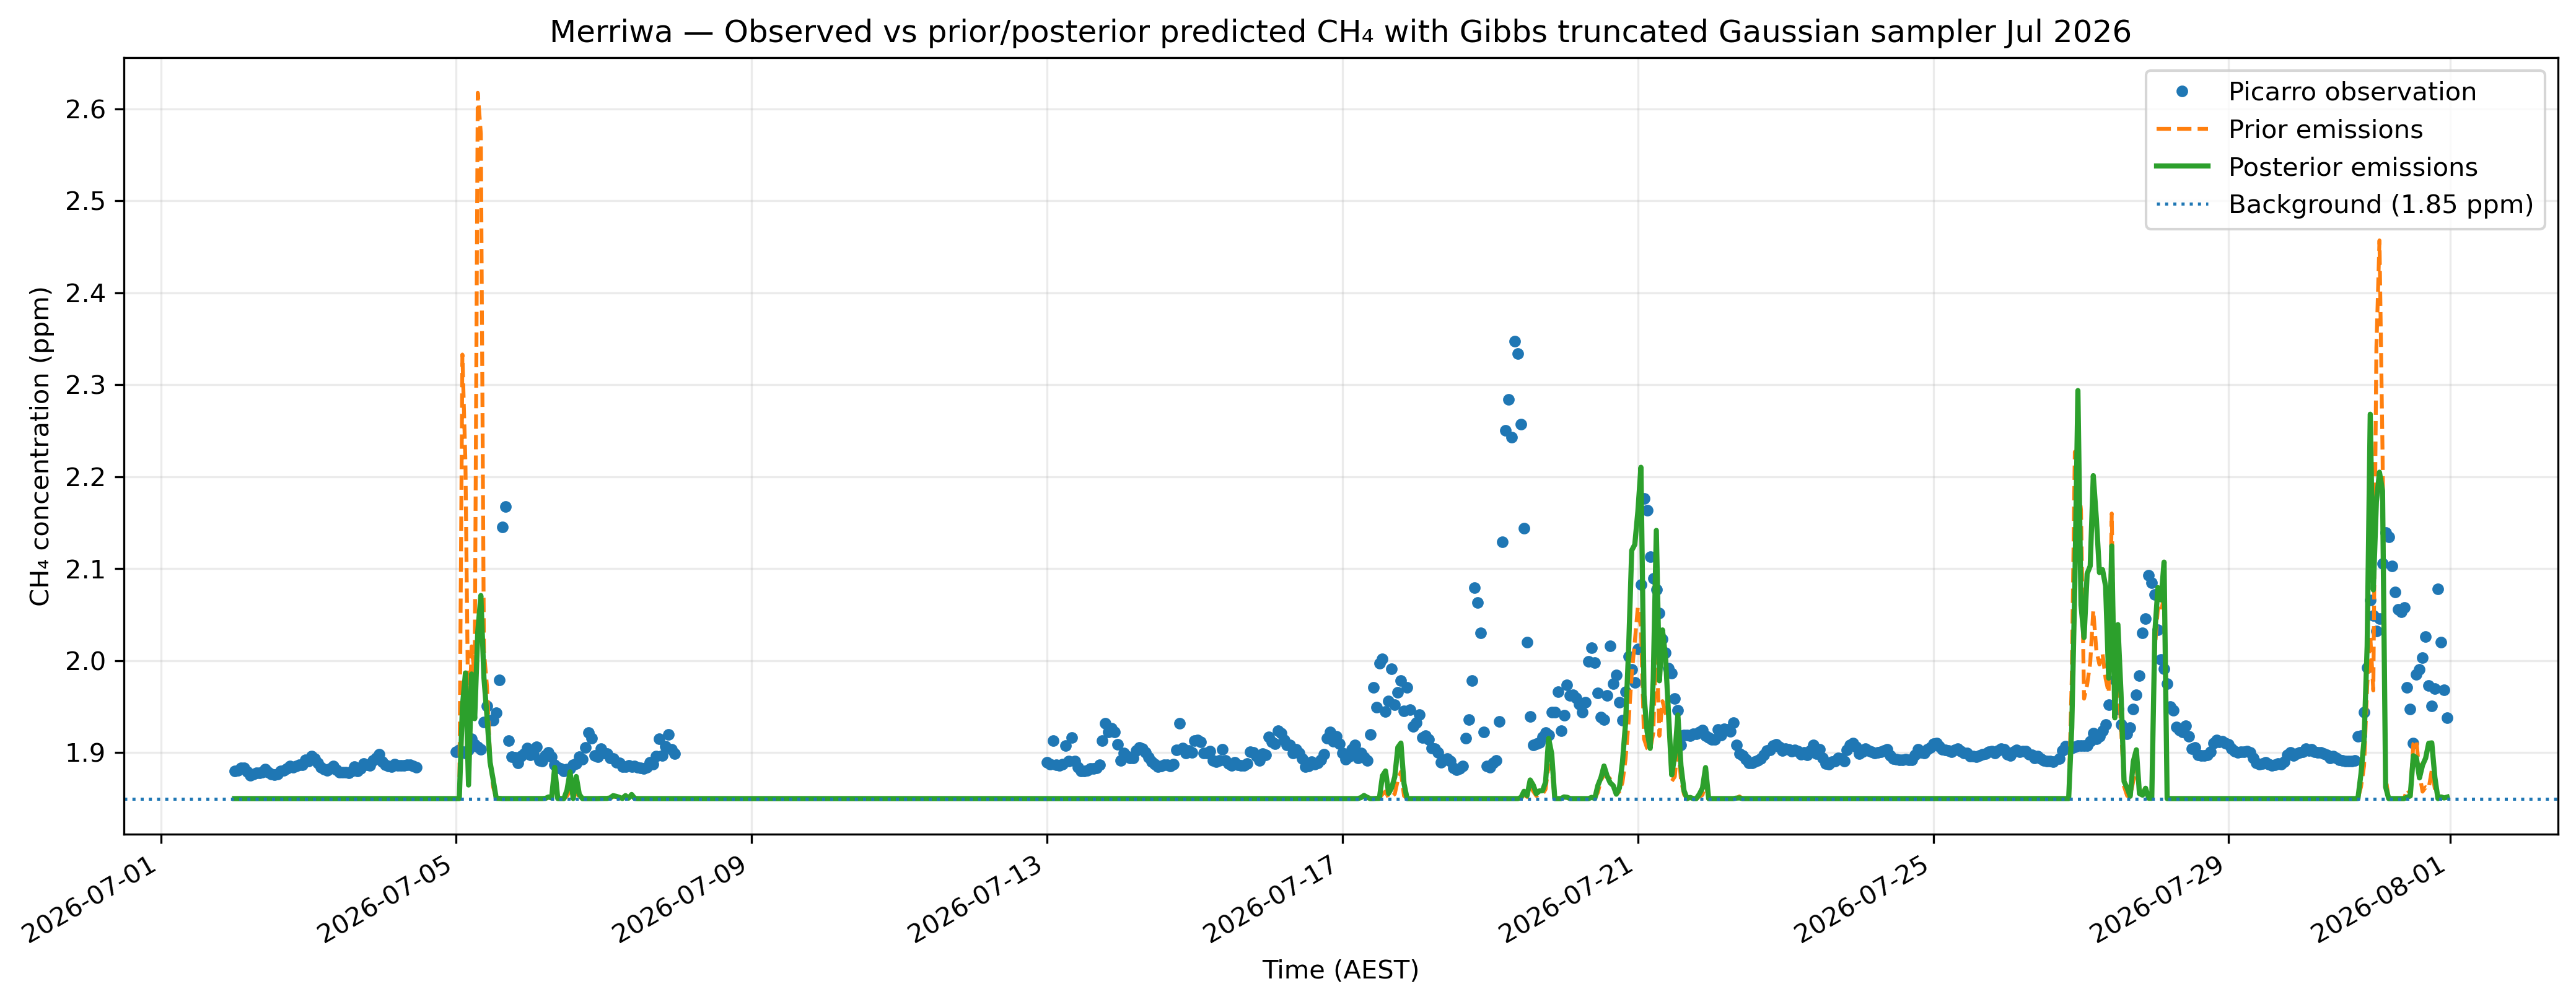 Merriwa — Observed vs prior/posterior predicted CH₄ with Gibbs truncated Gaussian sampler Jul 2026
Picarro observation
Prior emissions
Posterior emissions
Background (1.85 ppm)
CH₄ concentration (ppm)
2.6
2.5
2.4
2.3
2.2
2.1
2.0
1.9
2026-07-01
2026-07-05
2026-07-09
2026-07-13
2026-07-17
2026-07-21
2026-07-25
2026-07-29
2026-08-01
Time (AEST)